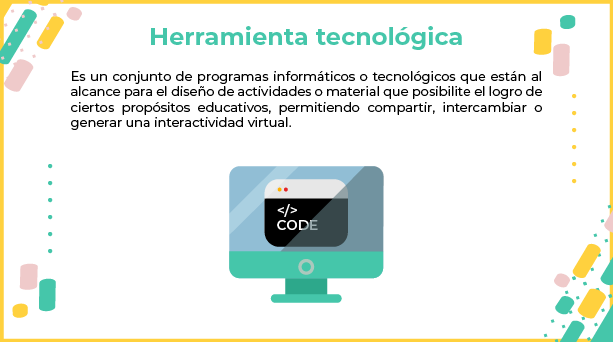 Herramienta tecnológica
Es un conjunto de programas informáticos o tecnológicos que están al
alcance para el diseño de actividades o material que posibilite el logro de
ciertos propósitos educativos, permitiendo compartir, intercambiar o
generar una interactividad virtual.
</>
CODE